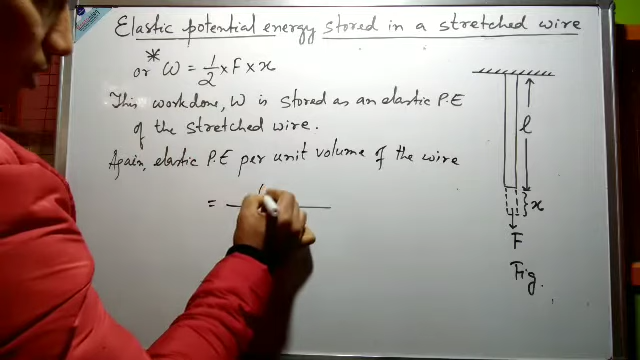 Elastic potential energy stored in a stretched wire
*
or W = 1/2 × F × x
This workdone, W is stored as an elastic P.E
of the stretched wire.
Again, elastic P.E per unit volume of the wire
=
l
x
F
Fig.